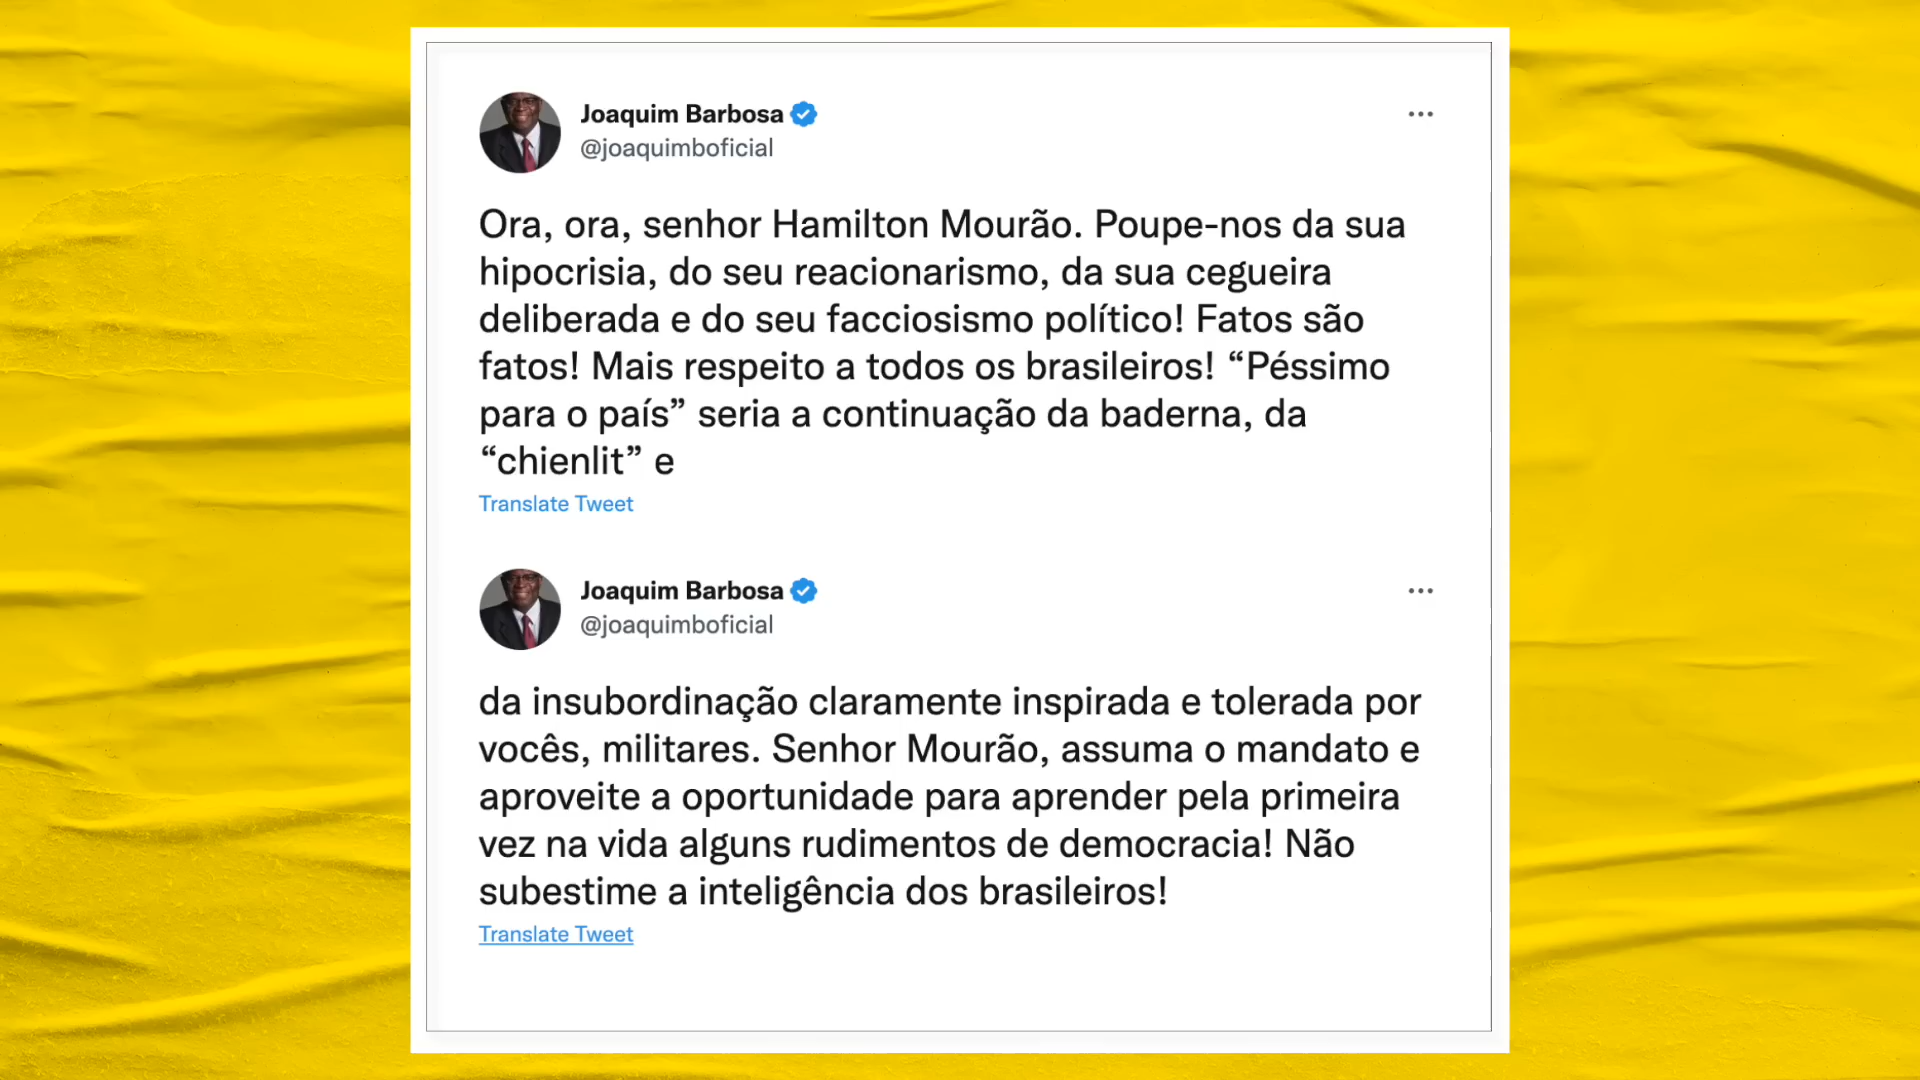 Joaquim Barbosa
@joaquimboficial
Ora, ora, senhor Hamilton Mourão. Poupe-nos da sua
hipocrisia, do seu reacionarismo, da sua cegueira
deliberada e do seu facciosismo político! Fatos são
fatos! Mais respeito a todos os brasileiros! “Péssimo
para o país” seria a continuação da baderna, da
“chienlit” e
Translate Tweet
Joaquim Barbosa
@joaquimboficial
da insubordinação claramente inspirada e tolerada por
vocês, militares. Senhor Mourão, assuma o mandato e
aproveite a oportunidade para aprender pela primeira
vez na vida alguns rudimentos de democracia! Não
subestime a inteligência dos brasileiros!
Translate Tweet